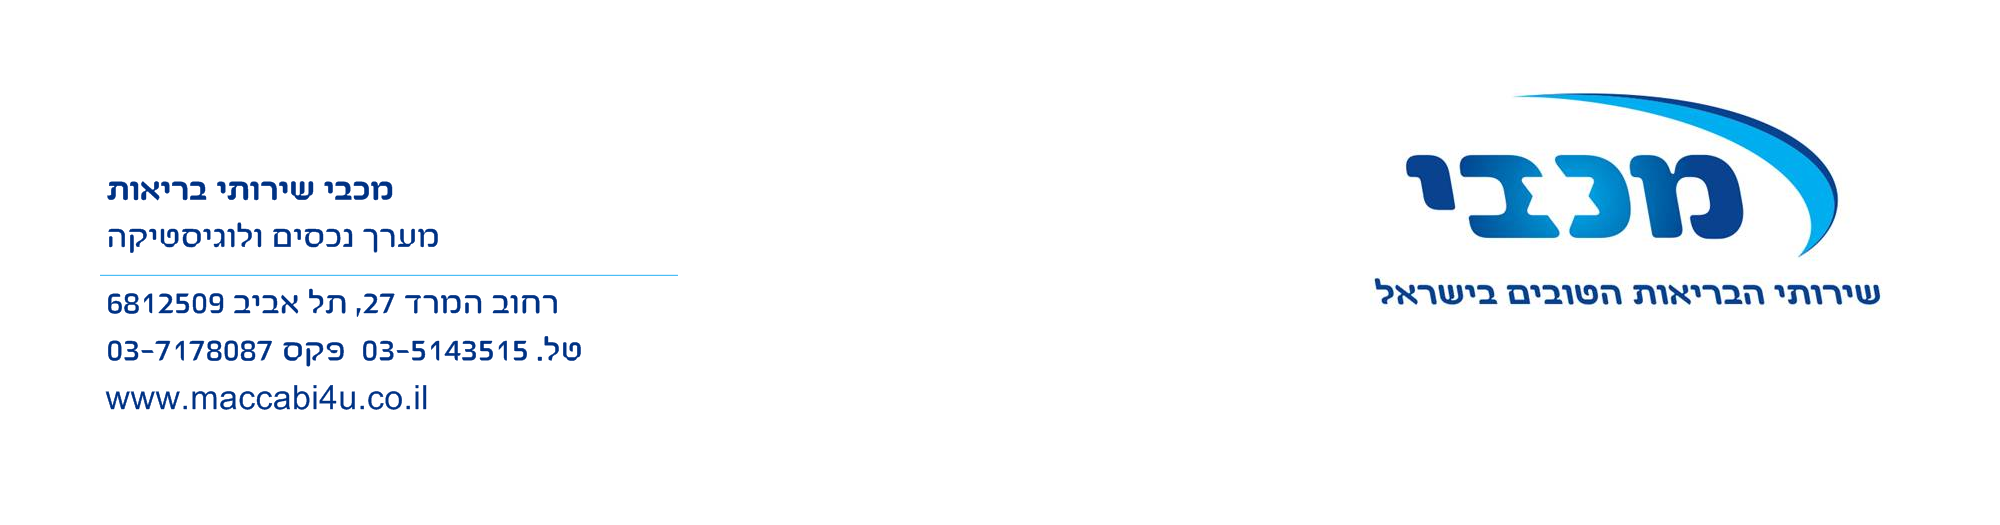 מכבי
שירותי הבריאות הטובים בישראל
מכבי שירותי בריאות
מערך נכסים ולוגיסטיקה
רחוב המרד 27, תל אביב 6812509
טל. 03-5143515 פקס 03-7178087
www.maccabi4u.co.il